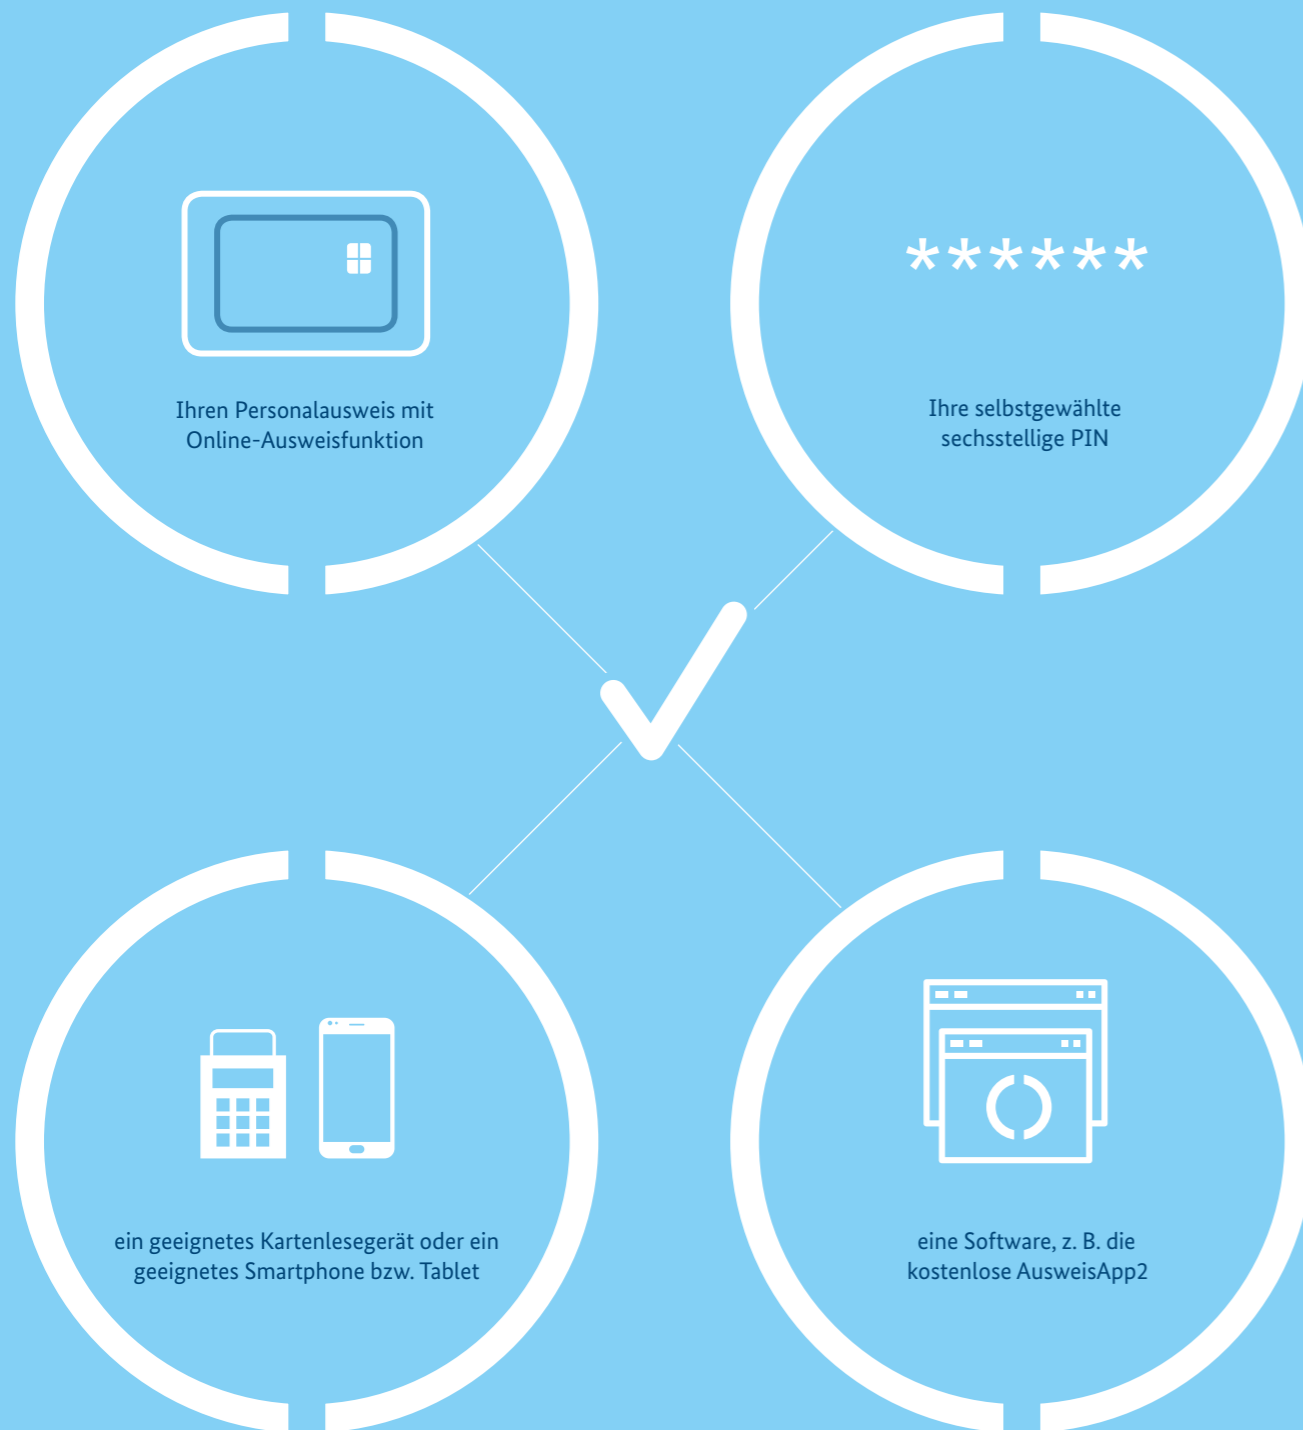 Ihren Personalausweis mit
Online-Ausweisfunktion
******
Ihre selbstgewählte
sechsstellige PIN
ein geeignetes Kartenlesegerät oder ein
geeignetes Smartphone bzw. Tablet
eine Software, z. B. die
kostenlose AusweisApp2